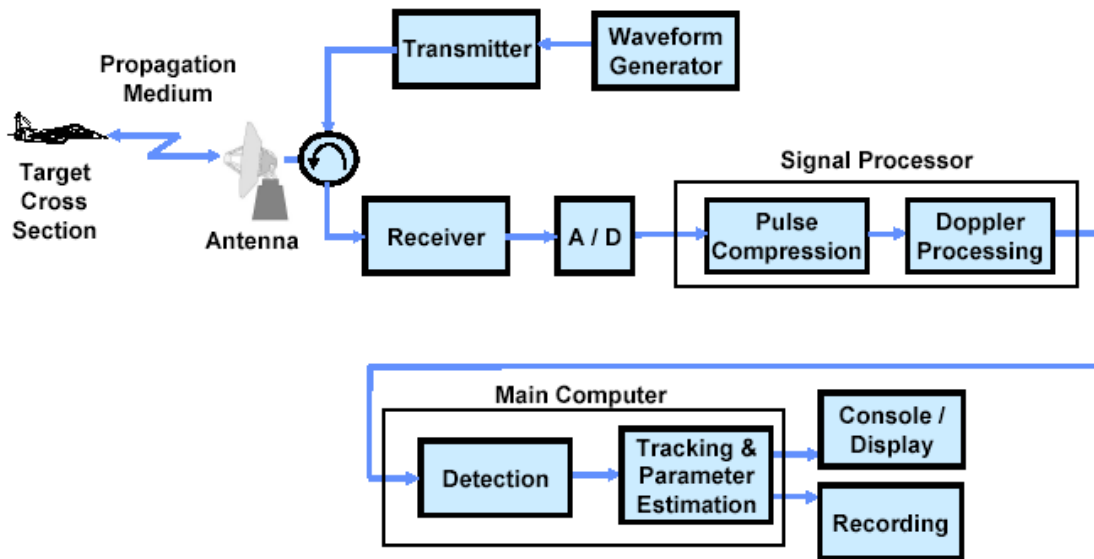 Transmitter
Waveform
Generator
Propagation
Medium
Target
Cross
Section
Antenna
Receiver
A / D
Signal Processor
Pulse
Compression
Doppler
Processing
Main Computer
Detection
Tracking &
Parameter
Estimation
Console /
Display
Recording